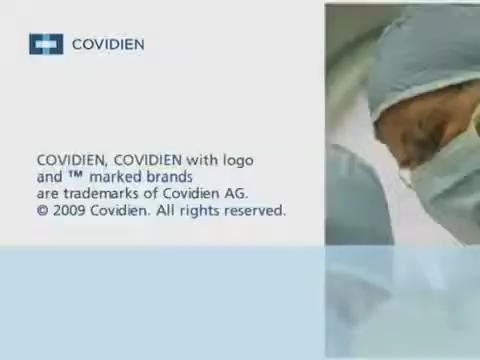 COVIDIEN
COVIDIEN, COVIDIEN with logo
and ™ marked brands
are trademarks of Covidien AG.
© 2009 Covidien. All rights reserved.